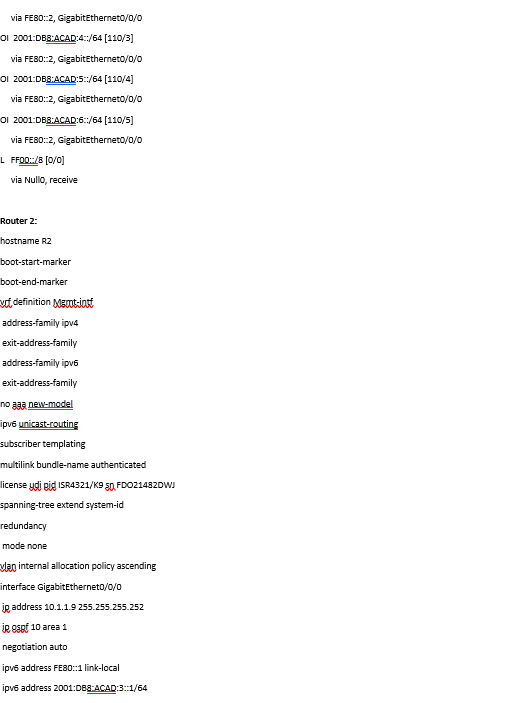 via FE80::2, GigabitEthernet0/0/0
OI 2001:DB8:ACAD:4::/64 [110/3]
via FE80::2, GigabitEthernet0/0/0
OI 2001:DB8:ACAD:5::/64 [110/4]
via FE80::2, GigabitEthernet0/0/0
OI 2001:DB8:ACAD:6::/64 [110/5]
via FE80::2, GigabitEthernet0/0/0
L FF00::/8 [0/0]
via Null0, receive
Router 2:
hostname R2
boot-start-marker
boot-end-marker
vrf definition Mgmt-intf
address-family ipv4
exit-address-family
address-family ipv6
exit-address-family
no aaa new-model
ipv6 unicast-routing
subscriber templating
multilink bundle-name authenticated
license udi pid ISR4321/K9 sn FDO21482DWJ
spanning-tree extend system-id
redundancy
mode none
vlan internal allocation policy ascending
interface GigabitEthernet0/0/0
ip address 10.1.1.9 255.255.255.252
ip ospf 10 area 1
negotiation auto
ipv6 address FE80::1 link-local
ipv6 address 2001:DB8:ACAD:3::1/64